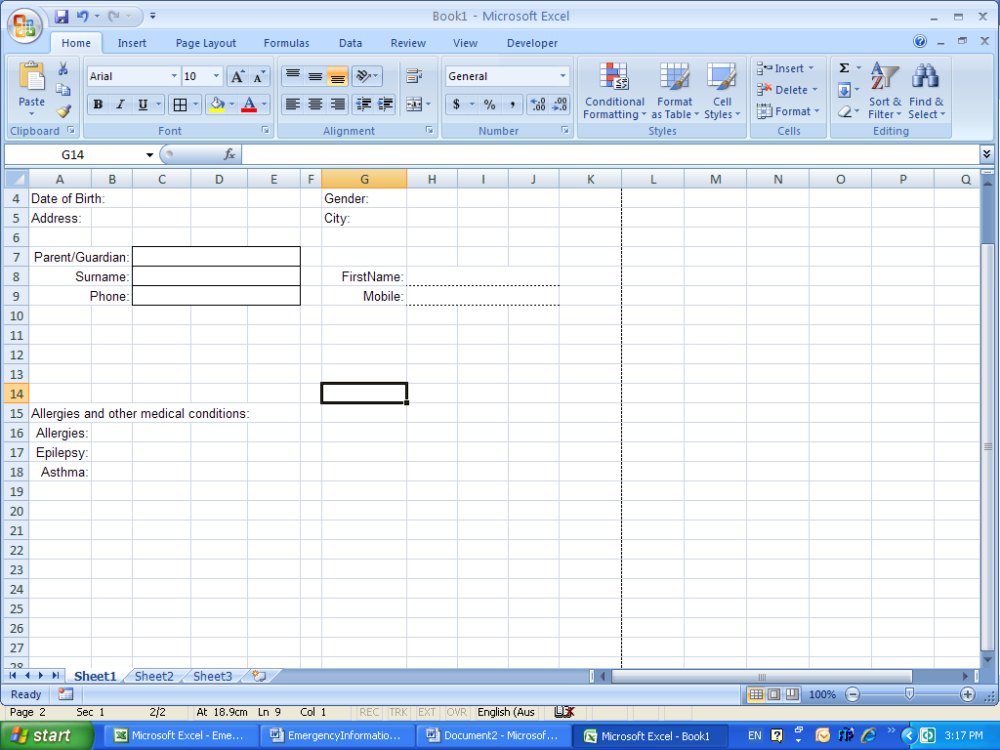 Book1 - Microsoft Excel
Home Insert Page Layout Formulas Data Review View Developer
Paste
Clipboard
Arial 10 A A
B I U A
Font
Alignment
General
$ % , .00 .00
Number
Conditional Formatting
Format as Table
Cell Styles
Styles
Insert
Delete
Format
Cells
Σ
Sort & Filter
Find & Select
Editing
G14 fx
A B C D E F G H I J K L M N O P Q
4 Date of Birth: Gender:
5 Address: City:
6
7 Parent/Guardian:
8 Surname: FirstName:
9 Phone: Mobile:
10
11
12
13
14
15 Allergies and other medical conditions:
16 Allergies:
17 Epilepsy:
18 Asthma:
19
20
21
22
23
24
25
26
27
28
Sheet1 Sheet2 Sheet3
Ready 100%
Page 2 Sec 1 2/2 At 18.9cm Ln 9 Col 1 REC TRK EXT OVR English (Aus
start Microsoft Excel - Eme... EmergencyInformatio... Document2 - Microsof... Microsoft Excel - Book1 EN 3:17 PM